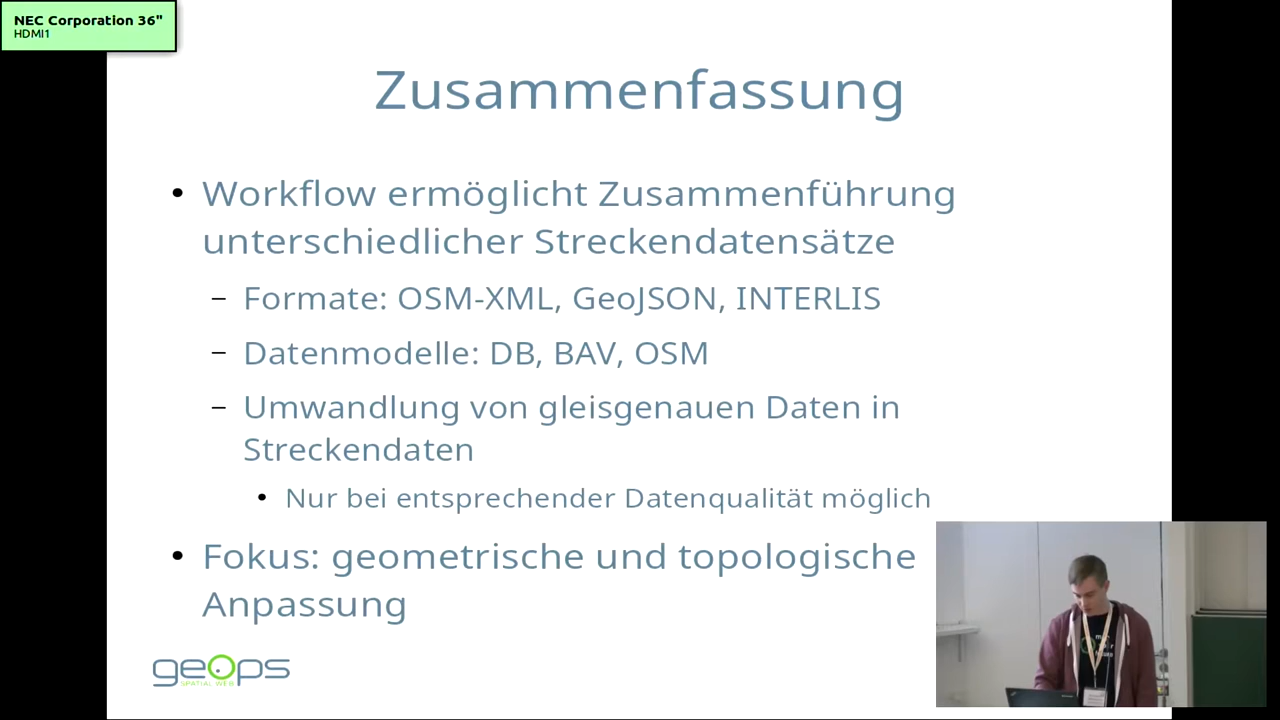 NEC Corporation 36"
HDMI1
Zusammenfassung
• Workflow ermöglicht Zusammenführung
unterschiedlicher Streckendatensätze
– Formate: OSM-XML, GeoJSON, INTERLIS
– Datenmodelle: DB, BAV, OSM
– Umwandlung von gleisgenauen Daten in
Streckendaten
• Nur bei entsprechender Datenqualität möglich
• Fokus: geometrische und topologische
Anpassung
geOps
SPATIAL WEB